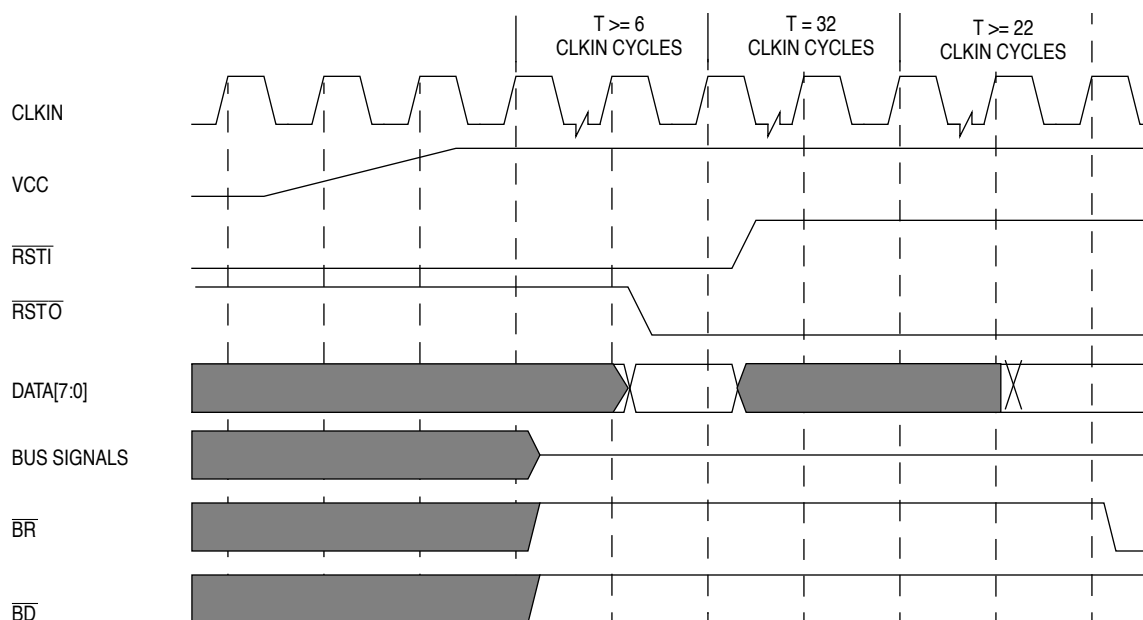 T >= 6
CLKIN CYCLES
T = 32
CLKIN CYCLES
T >= 22
CLKIN CYCLES
CLKIN
VCC
RSTI
RSTO
DATA[7:0]
BUS SIGNALS
BR
BD